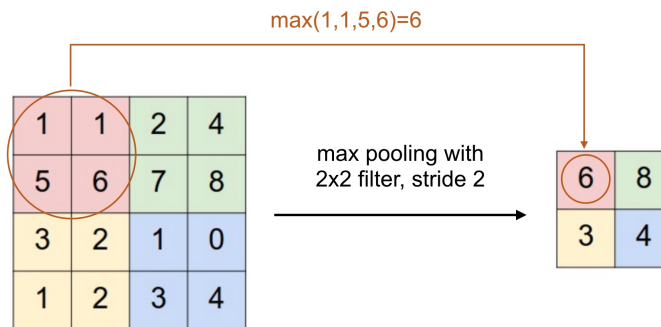 max(1,1,5,6)=6
1 1 2 4
5 6 7 8
3 2 1 0
1 2 3 4
max pooling with
2x2 filter, stride 2
6 8
3 4